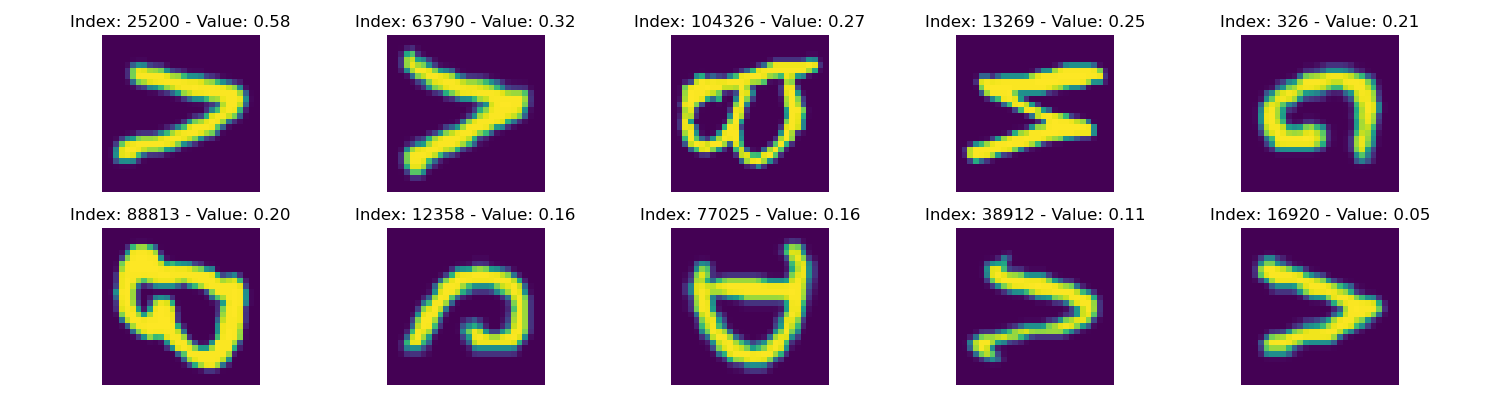 Index: 25200 - Value: 0.58
Index: 63790 - Value: 0.32
Index: 104326 - Value: 0.27
Index: 13269 - Value: 0.25
Index: 326 - Value: 0.21
Index: 88813 - Value: 0.20
Index: 12358 - Value: 0.16
Index: 77025 - Value: 0.16
Index: 38912 - Value: 0.11
Index: 16920 - Value: 0.05